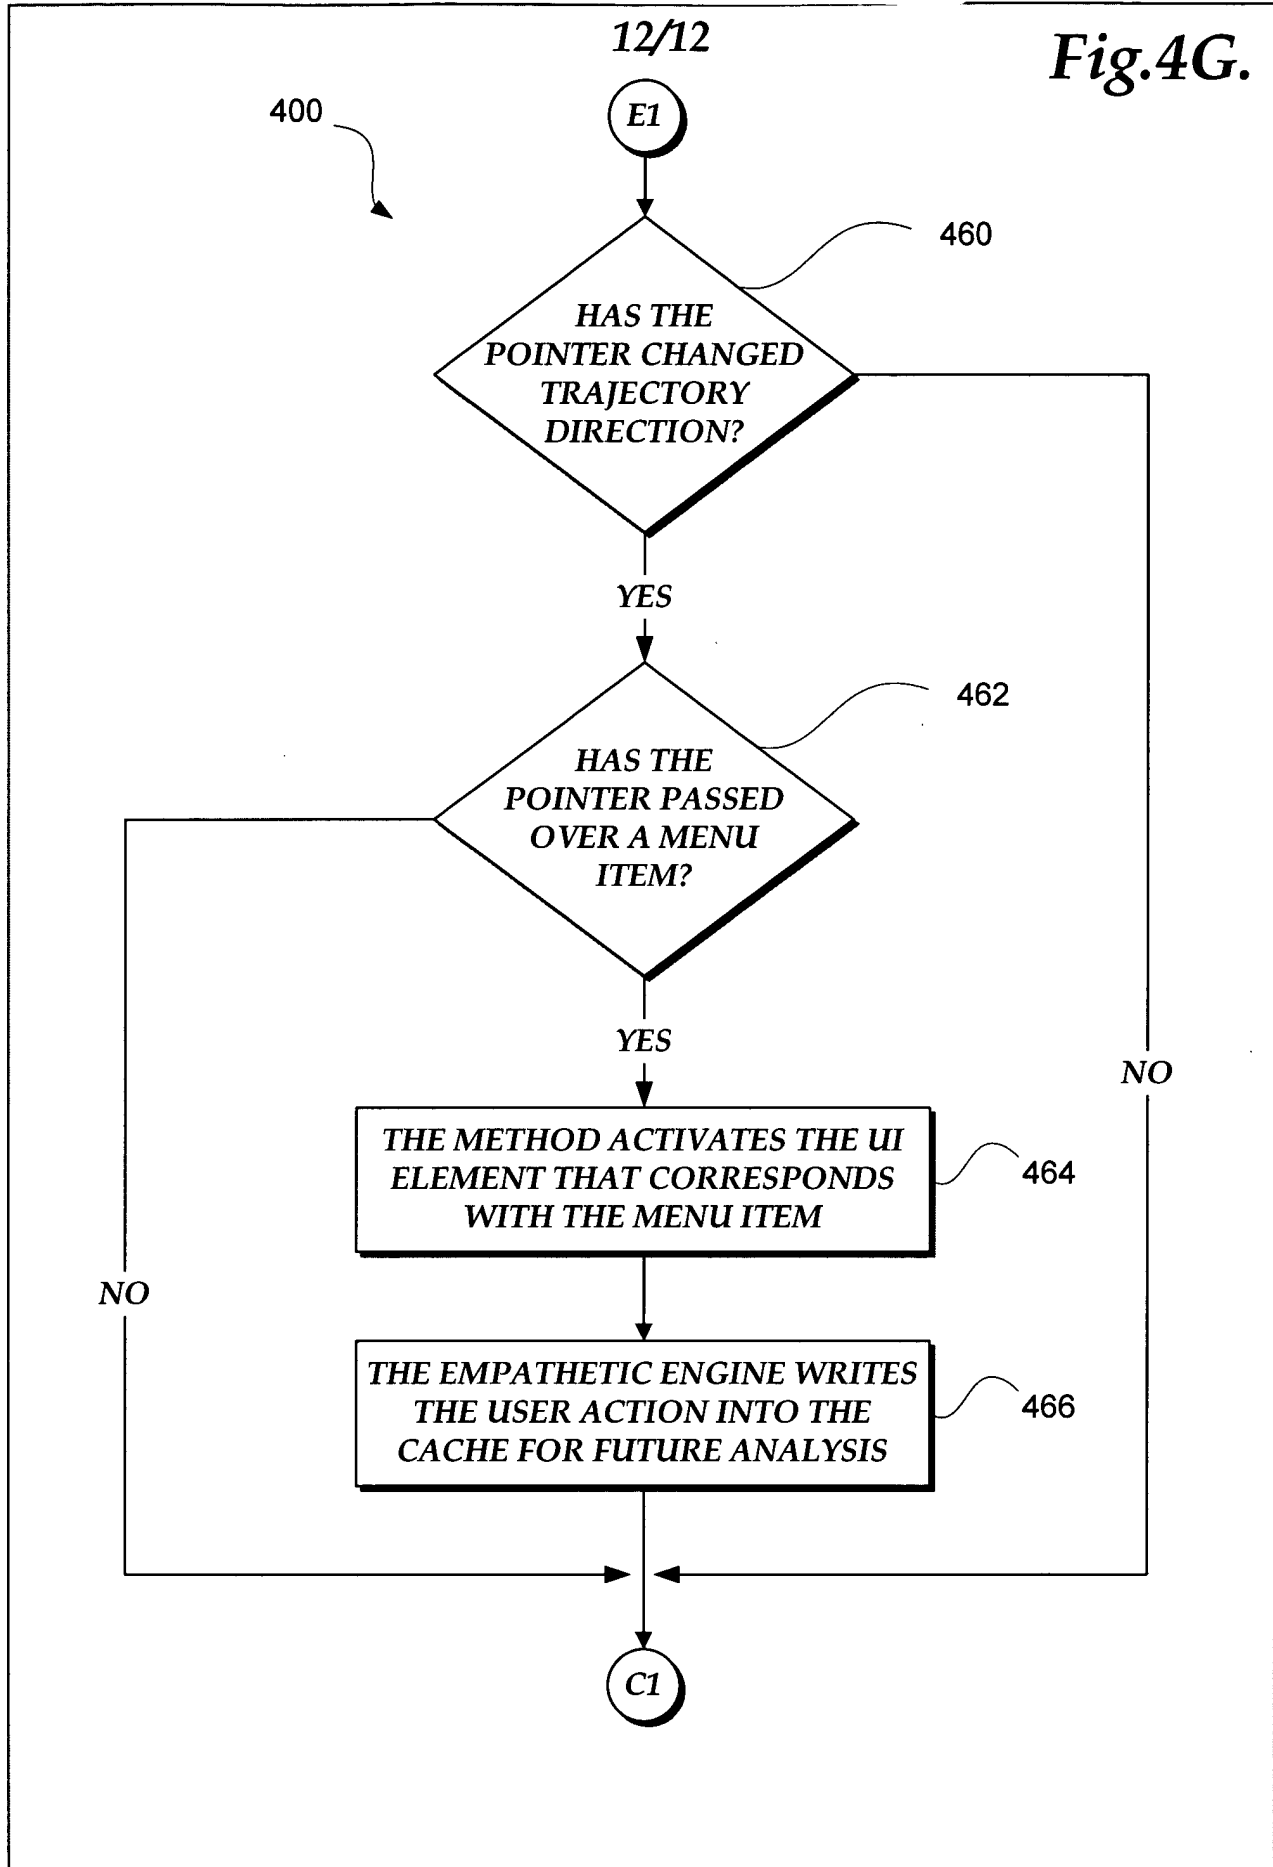 12/12
Fig.4G.
E1
400
460
HAS THE
POINTER CHANGED
TRAJECTORY
DIRECTION?
YES
462
HAS THE
POINTER PASSED
OVER A MENU
ITEM?
YES
NO
THE METHOD ACTIVATES THE UI
ELEMENT THAT CORRESPONDS
WITH THE MENU ITEM
464
NO
THE EMPATHETIC ENGINE WRITES
THE USER ACTION INTO THE
CACHE FOR FUTURE ANALYSIS
466
C1